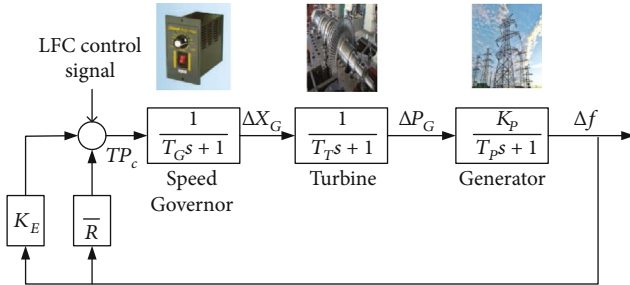 LFC control
signal
ΔX_G
ΔP_G
Δf
TP_c
1
T_G s + 1
1
T_T s + 1
K_P
T_P s + 1
Speed
Governor
Turbine
Generator
K_E
R